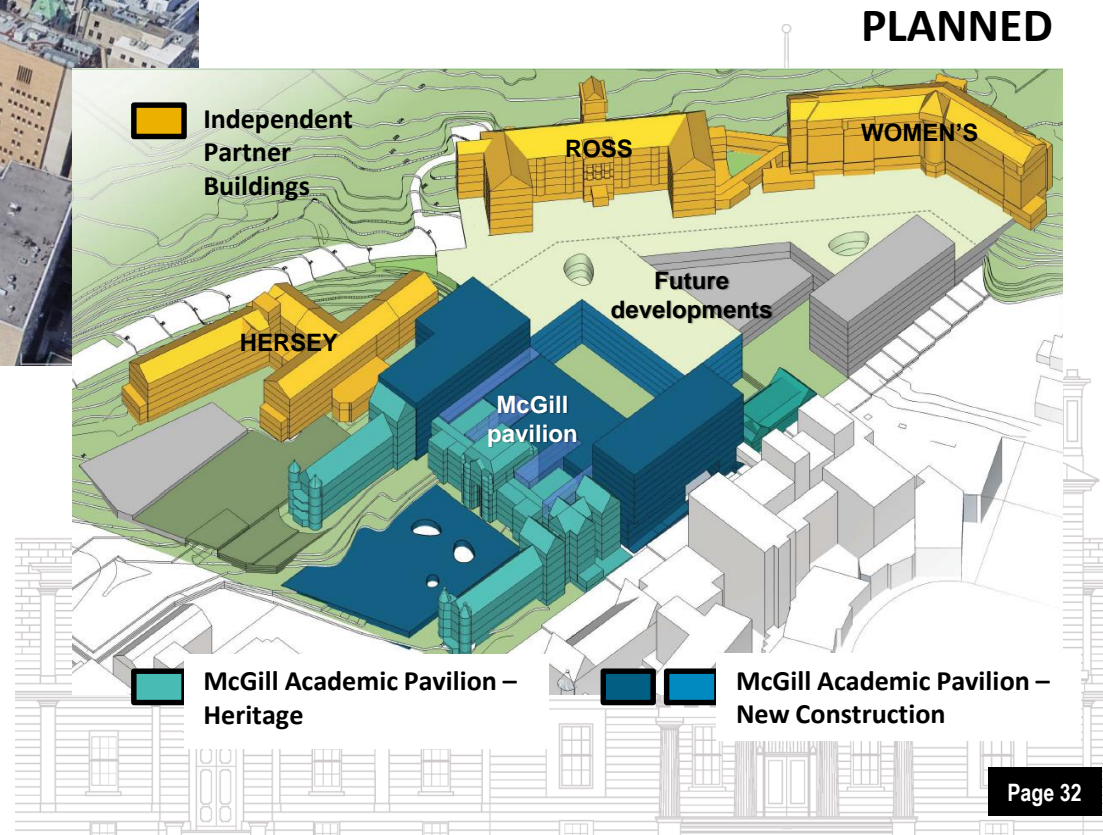 PLANNED
Independent
Partner
Buildings
ROSS
WOMEN'S
Future
developments
HERSEY
McGill
pavilion
McGill Academic Pavilion –
Heritage
McGill Academic Pavilion –
New Construction
Page 32